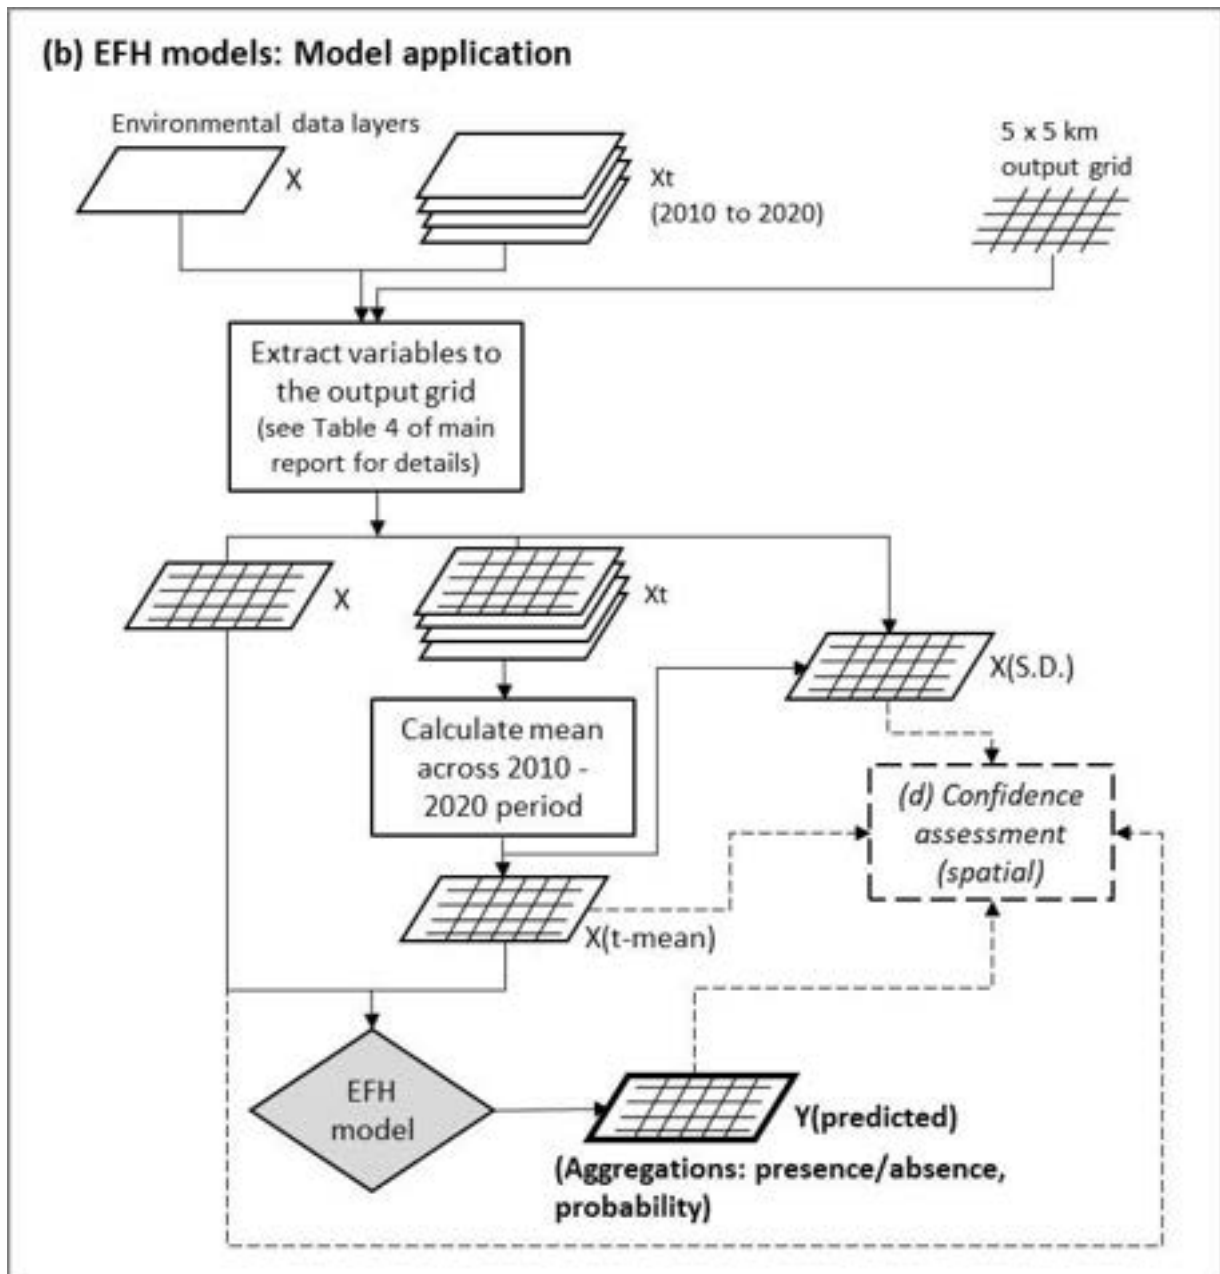 (b) EFH models: Model application
Environmental data layers
X
Xt
(2010 to 2020)
5 x 5 km
output grid
Extract variables to
the output grid
(see Table 4 of main
report for details)
X
Xt
X(S.D.)
Calculate mean
across 2010 -
2020 period
(d) Confidence
assessment
(spatial)
X(t-mean)
EFH
model
Y(predicted)
(Aggregations: presence/absence,
probability)